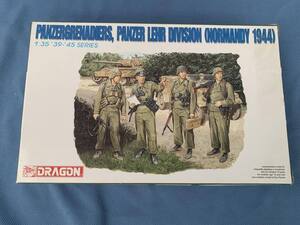 PANZERGRENADIERS, PANZER LEHR DIVISION (NORMANDY 1944)
1:35 '39-'45 SERIES
DRAGON